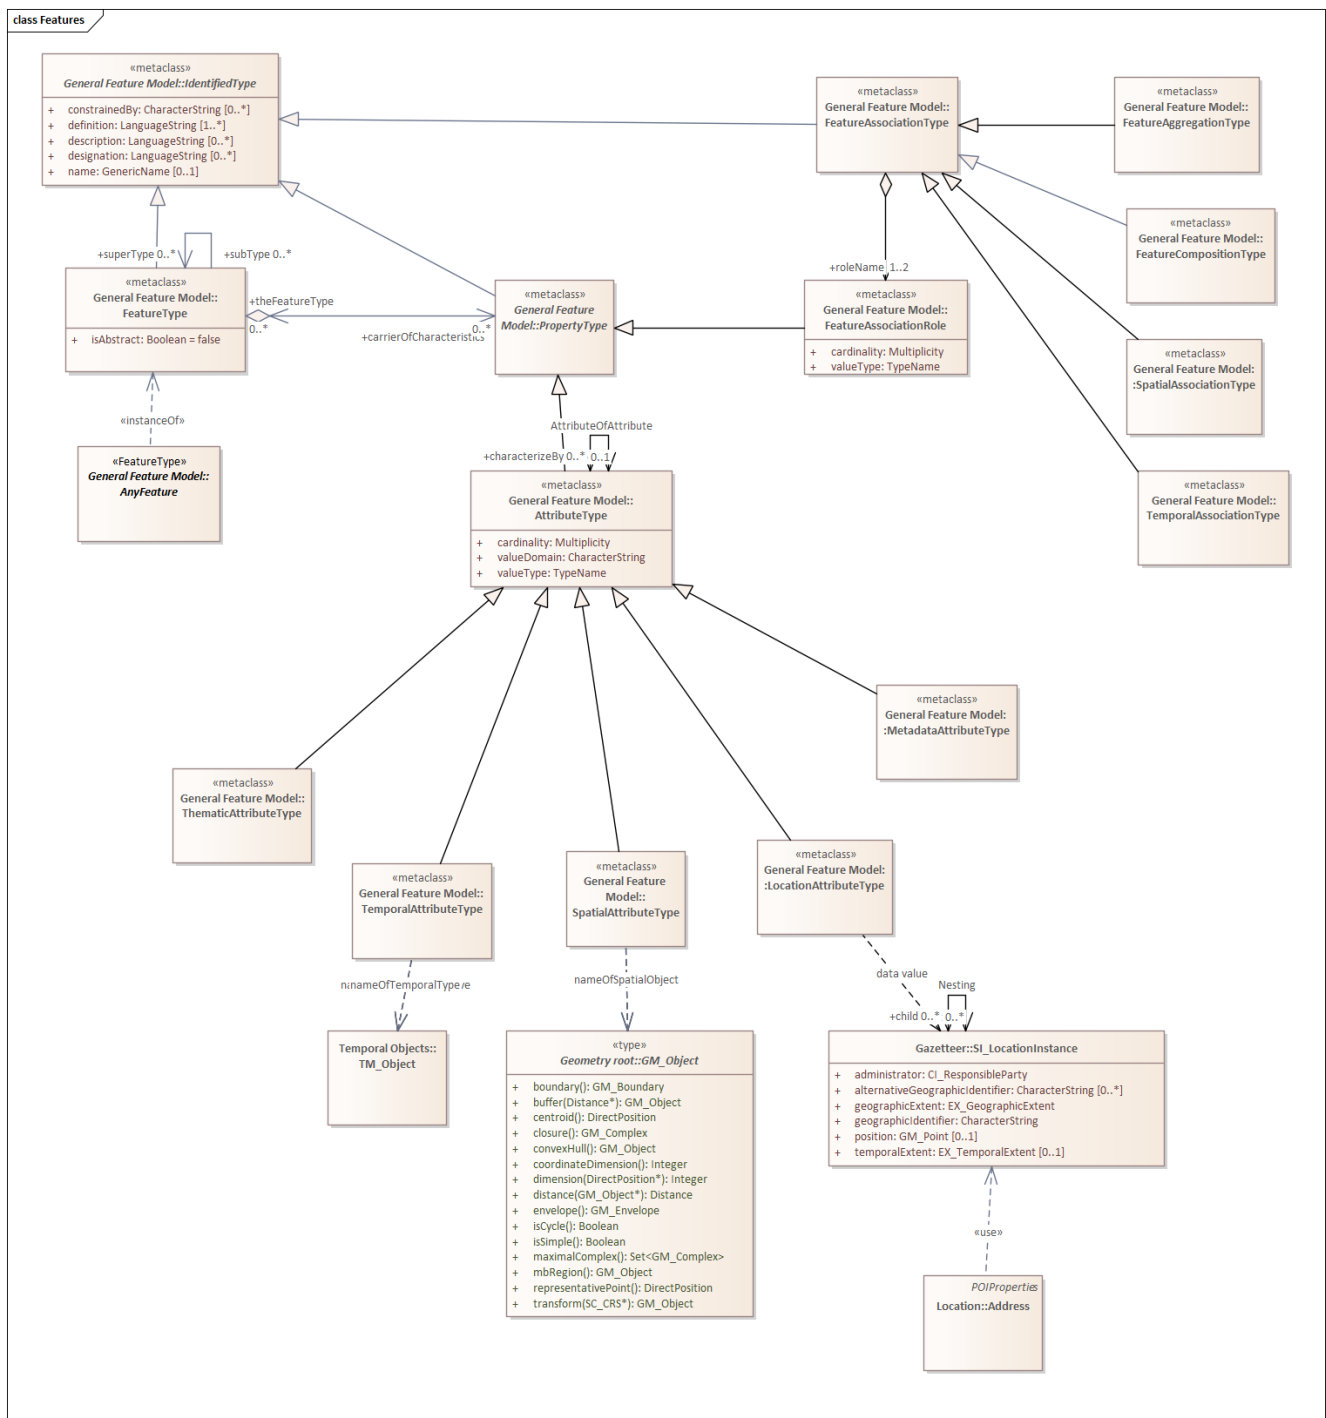 class Features
«metaclass»
General Feature Model::IdentifiedType
+ constrainedBy: CharacterString [0..*]
+ definition: LanguageString [1..*]
+ description: LanguageString [0..*]
+ designation: LanguageString [0..*]
+ name: GenericName [0..1]
«metaclass»
General Feature Model::
FeatureAssociationType
«metaclass»
General Feature Model::
FeatureAggregationType
«metaclass»
General Feature Model::
FeatureCompositionType
+superType 0..*
+subType 0..*
«metaclass»
General Feature Model::
FeatureType
+ isAbstract: Boolean = false
+theFeatureType
0..*
+carrierOfCharacteristics
0..*
«metaclass»
General Feature
Model::PropertyType
+roleName 1..2
«metaclass»
General Feature Model::
FeatureAssociationRole
+ cardinality: Multiplicity
+ valueType: TypeName
«metaclass»
General Feature Model:
:SpatialAssociationType
«metaclass»
General Feature Model::
TemporalAssociationType
«instanceOf»
«FeatureType»
General Feature Model::
AnyFeature
AttributeOfAttribute
+characterizeBy 0..*
0..1
«metaclass»
General Feature Model::
AttributeType
+ cardinality: Multiplicity
+ valueDomain: CharacterString
+ valueType: TypeName
«metaclass»
General Feature Model:
:MetadataAttributeType
«metaclass»
General Feature Model::
ThematicAttributeType
«metaclass»
General Feature Model::
TemporalAttributeType
«metaclass»
General Feature
Model::
SpatialAttributeType
«metaclass»
General Feature Model:
:LocationAttributeType
nameOfTemporalType
nameOfSpatialObject
data value
Nesting
+child 0..*
0..*
Temporal Objects::
TM_Object
«type»
Geometry root::GM_Object
+ boundary(): GM_Boundary
+ buffer(Distance*): GM_Object
+ centroid(): DirectPosition
+ closure(): GM_Complex
+ convexHull(): GM_Object
+ coordinateDimension(): Integer
+ dimension(DirectPosition*): Integer
+ distance(GM_Object*): Distance
+ envelope(): GM_Envelope
+ isCycle(): Boolean
+ isSimple(): Boolean
+ maximalComplex(): Set<GM_Complex>
+ mbRegion(): GM_Object
+ representativePoint(): DirectPosition
+ transform(SC_CRS*): GM_Object
Gazetteer::SI_LocationInstance
+ administrator: CI_ResponsibleParty
+ alternativeGeographicIdentifier: CharacterString [0..*]
+ geographicExtent: EX_GeographicExtent
+ geographicIdentifier: CharacterString
+ position: GM_Point [0..1]
+ temporalExtent: EX_TemporalExtent [0..1]
«use»
POIProperties
Location::Address